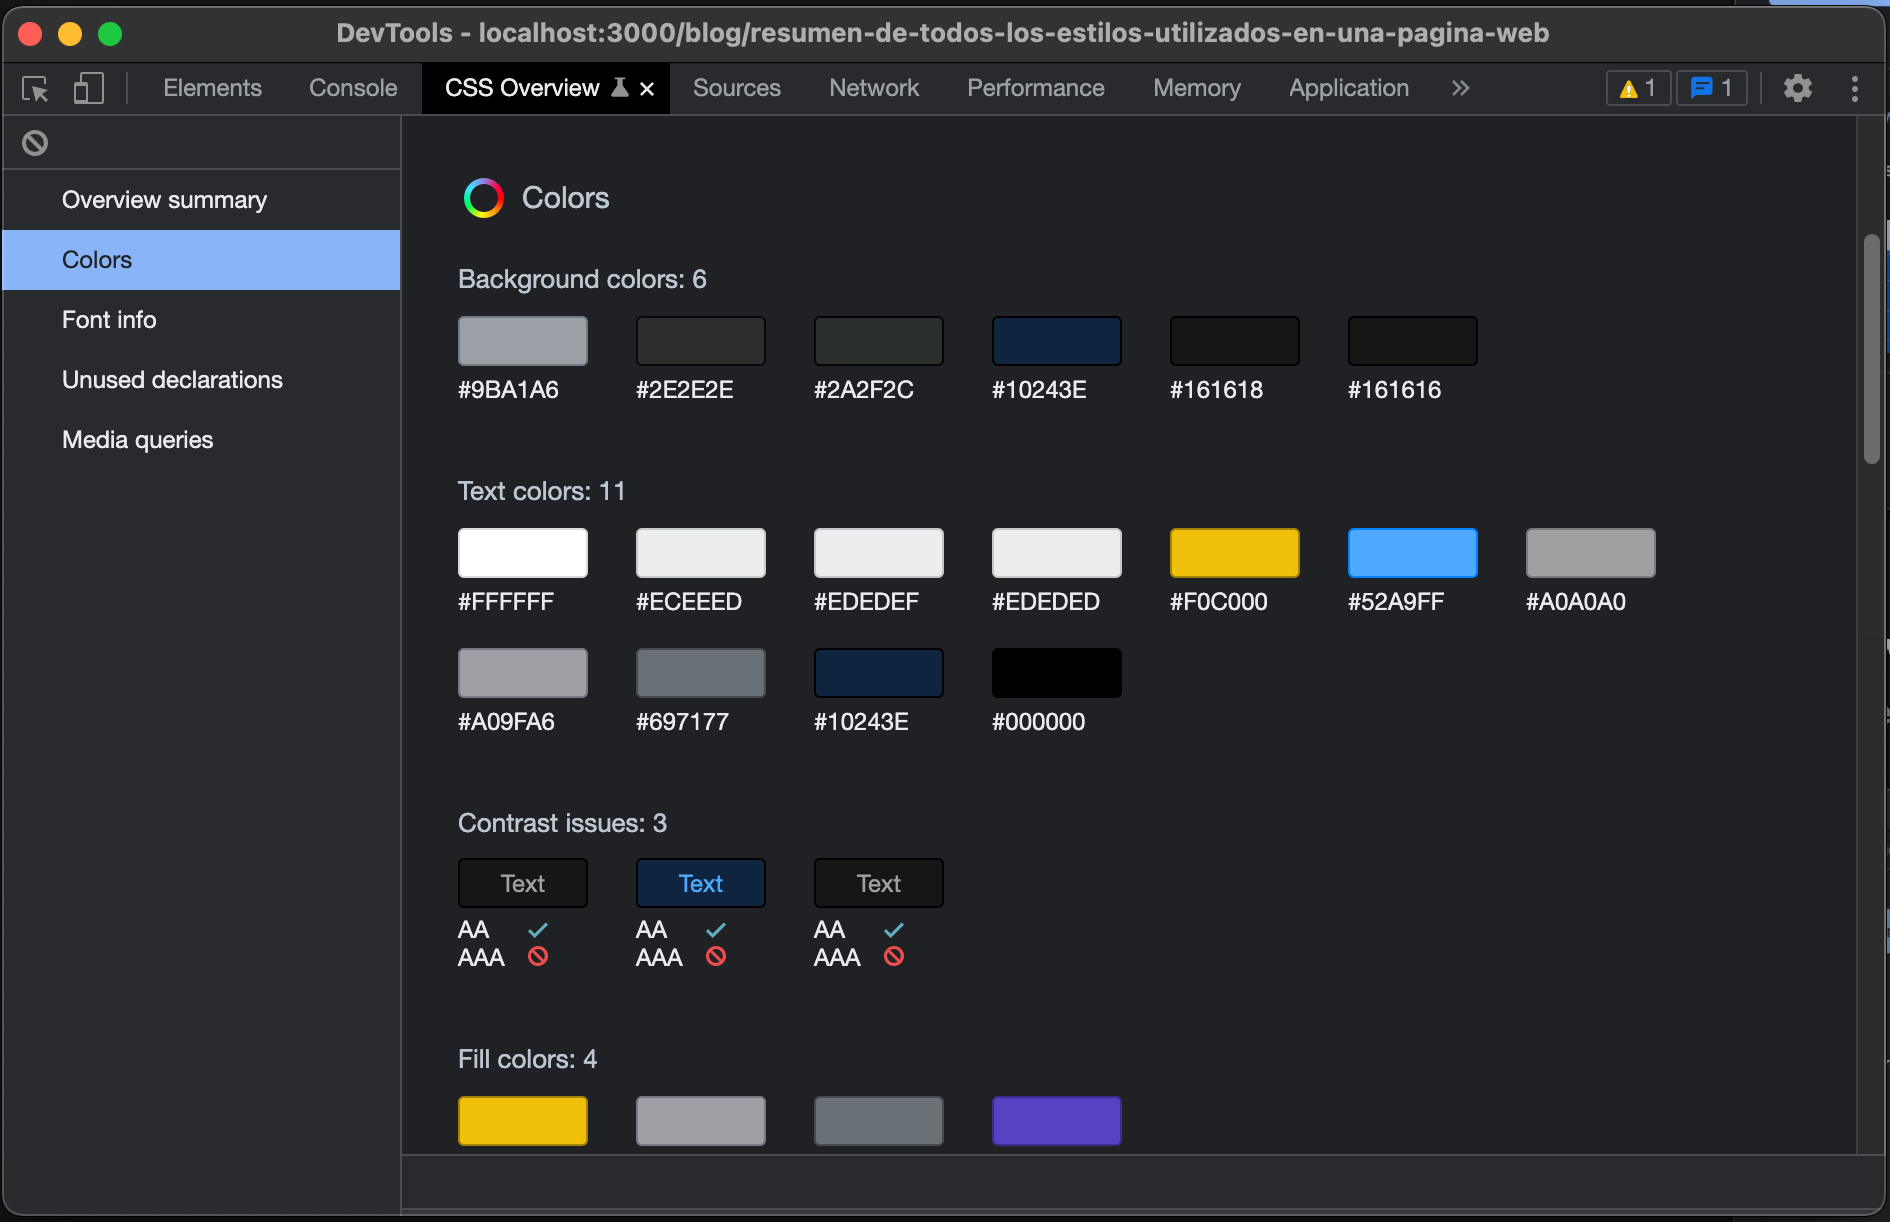 DevTools - localhost:3000/blog/resumen-de-todos-los-estilos-utilizados-en-una-pagina-web
Elements Console CSS Overview Sources Network Performance Memory Application » 1 1
Overview summary
Colors
Font info
Unused declarations
Media queries
Colors
Background colors: 6
#9BA1A6 #2E2E2E #2A2F2C #10243E #161618 #161616
Text colors: 11
#FFFFFF #ECEEED #EDEDEF #EDEDED #F0C000 #52A9FF #A0A0A0
#A09FA6 #697177 #10243E #000000
Contrast issues: 3
Text Text Text
AA AA AA
AAA AAA AAA
Fill colors: 4